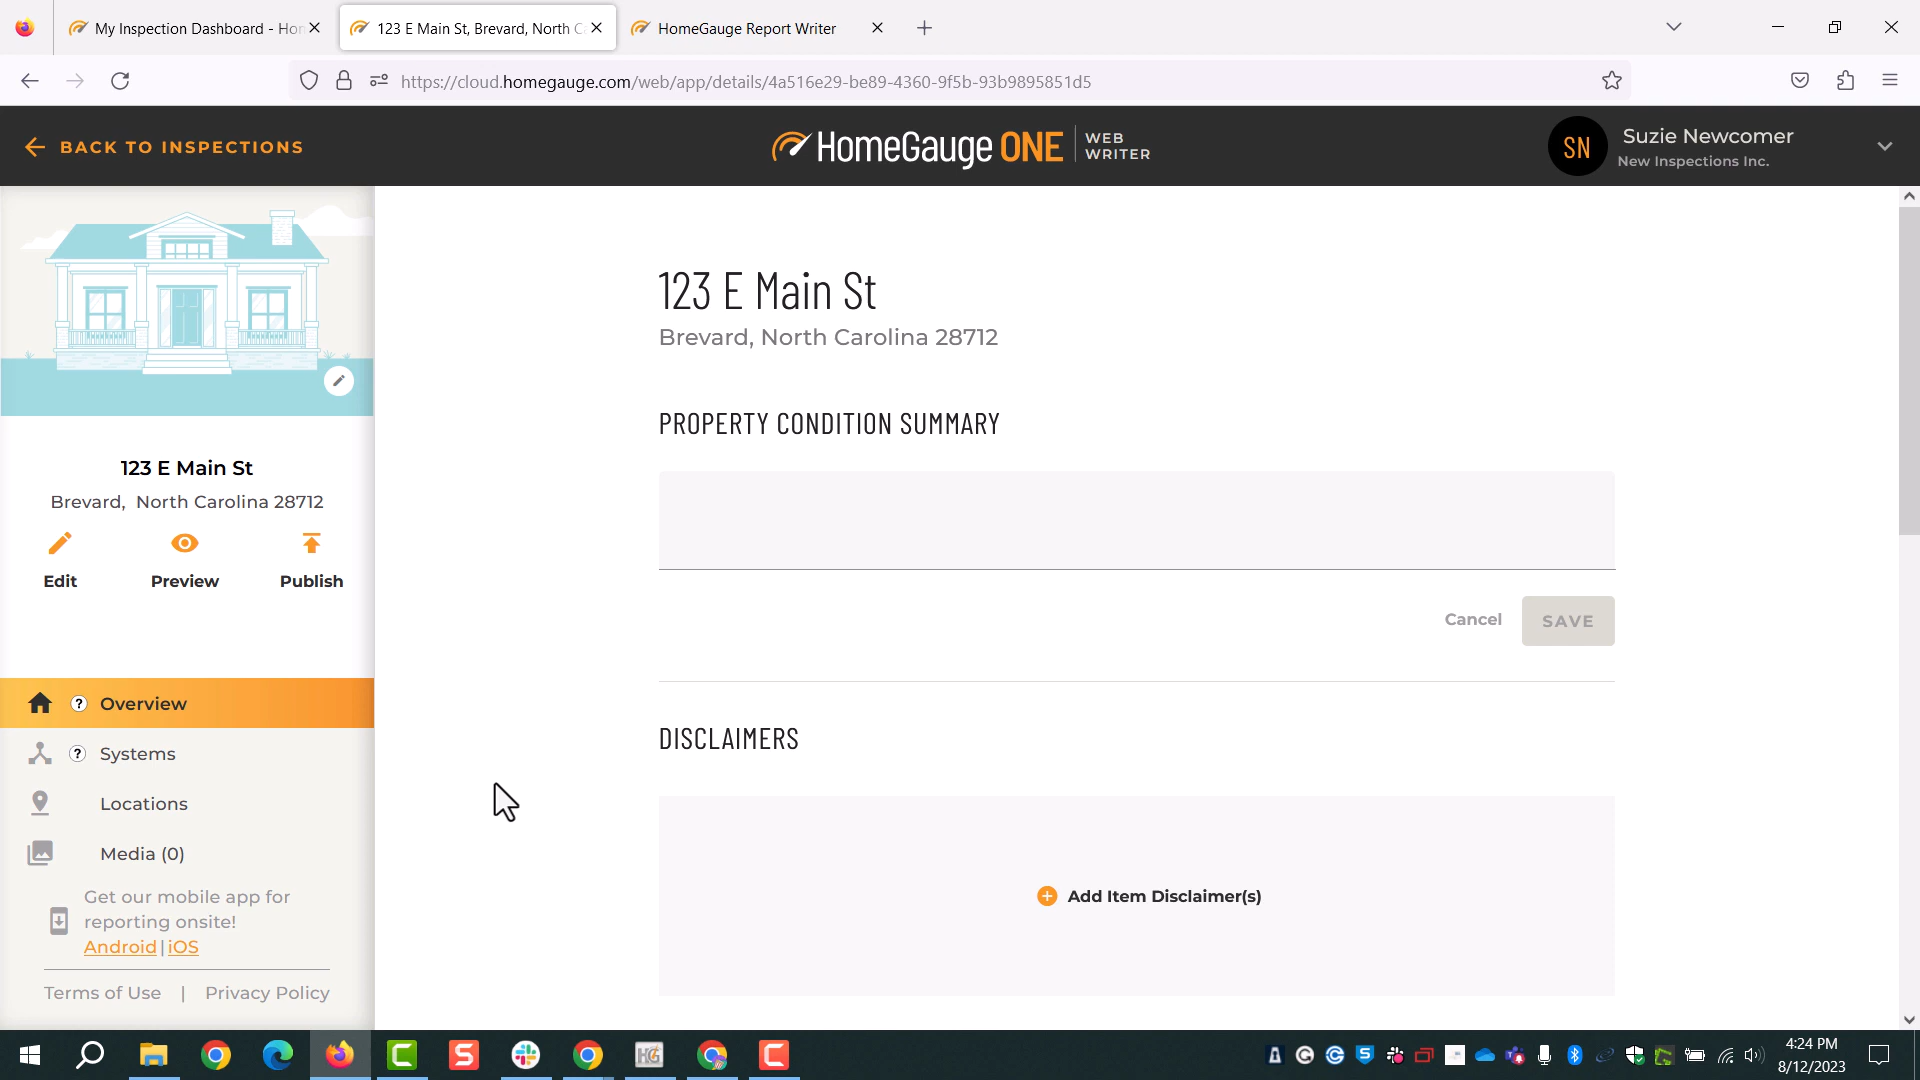 My Inspection Dashboard - Hom
123 E Main St, Brevard, North C
HomeGauge Report Writer
https://cloud.homegauge.com/web/app/details/4a516e29-be89-4360-9f5b-93b9895851d5
BACK TO INSPECTIONS
HomeGauge ONE
WEB
WRITER
SN
Suzie Newcomer
New Inspections Inc.
123 E Main St
Brevard, North Carolina 28712
Edit
Preview
Publish
? Overview
? Systems
Locations
Media (0)
Get our mobile app for
reporting onsite!
Android | iOS
Terms of Use | Privacy Policy
123 E Main St
Brevard, North Carolina 28712
PROPERTY CONDITION SUMMARY
Cancel
SAVE
DISCLAIMERS
Add Item Disclaimer(s)
HG
4:24 PM
8/12/2023